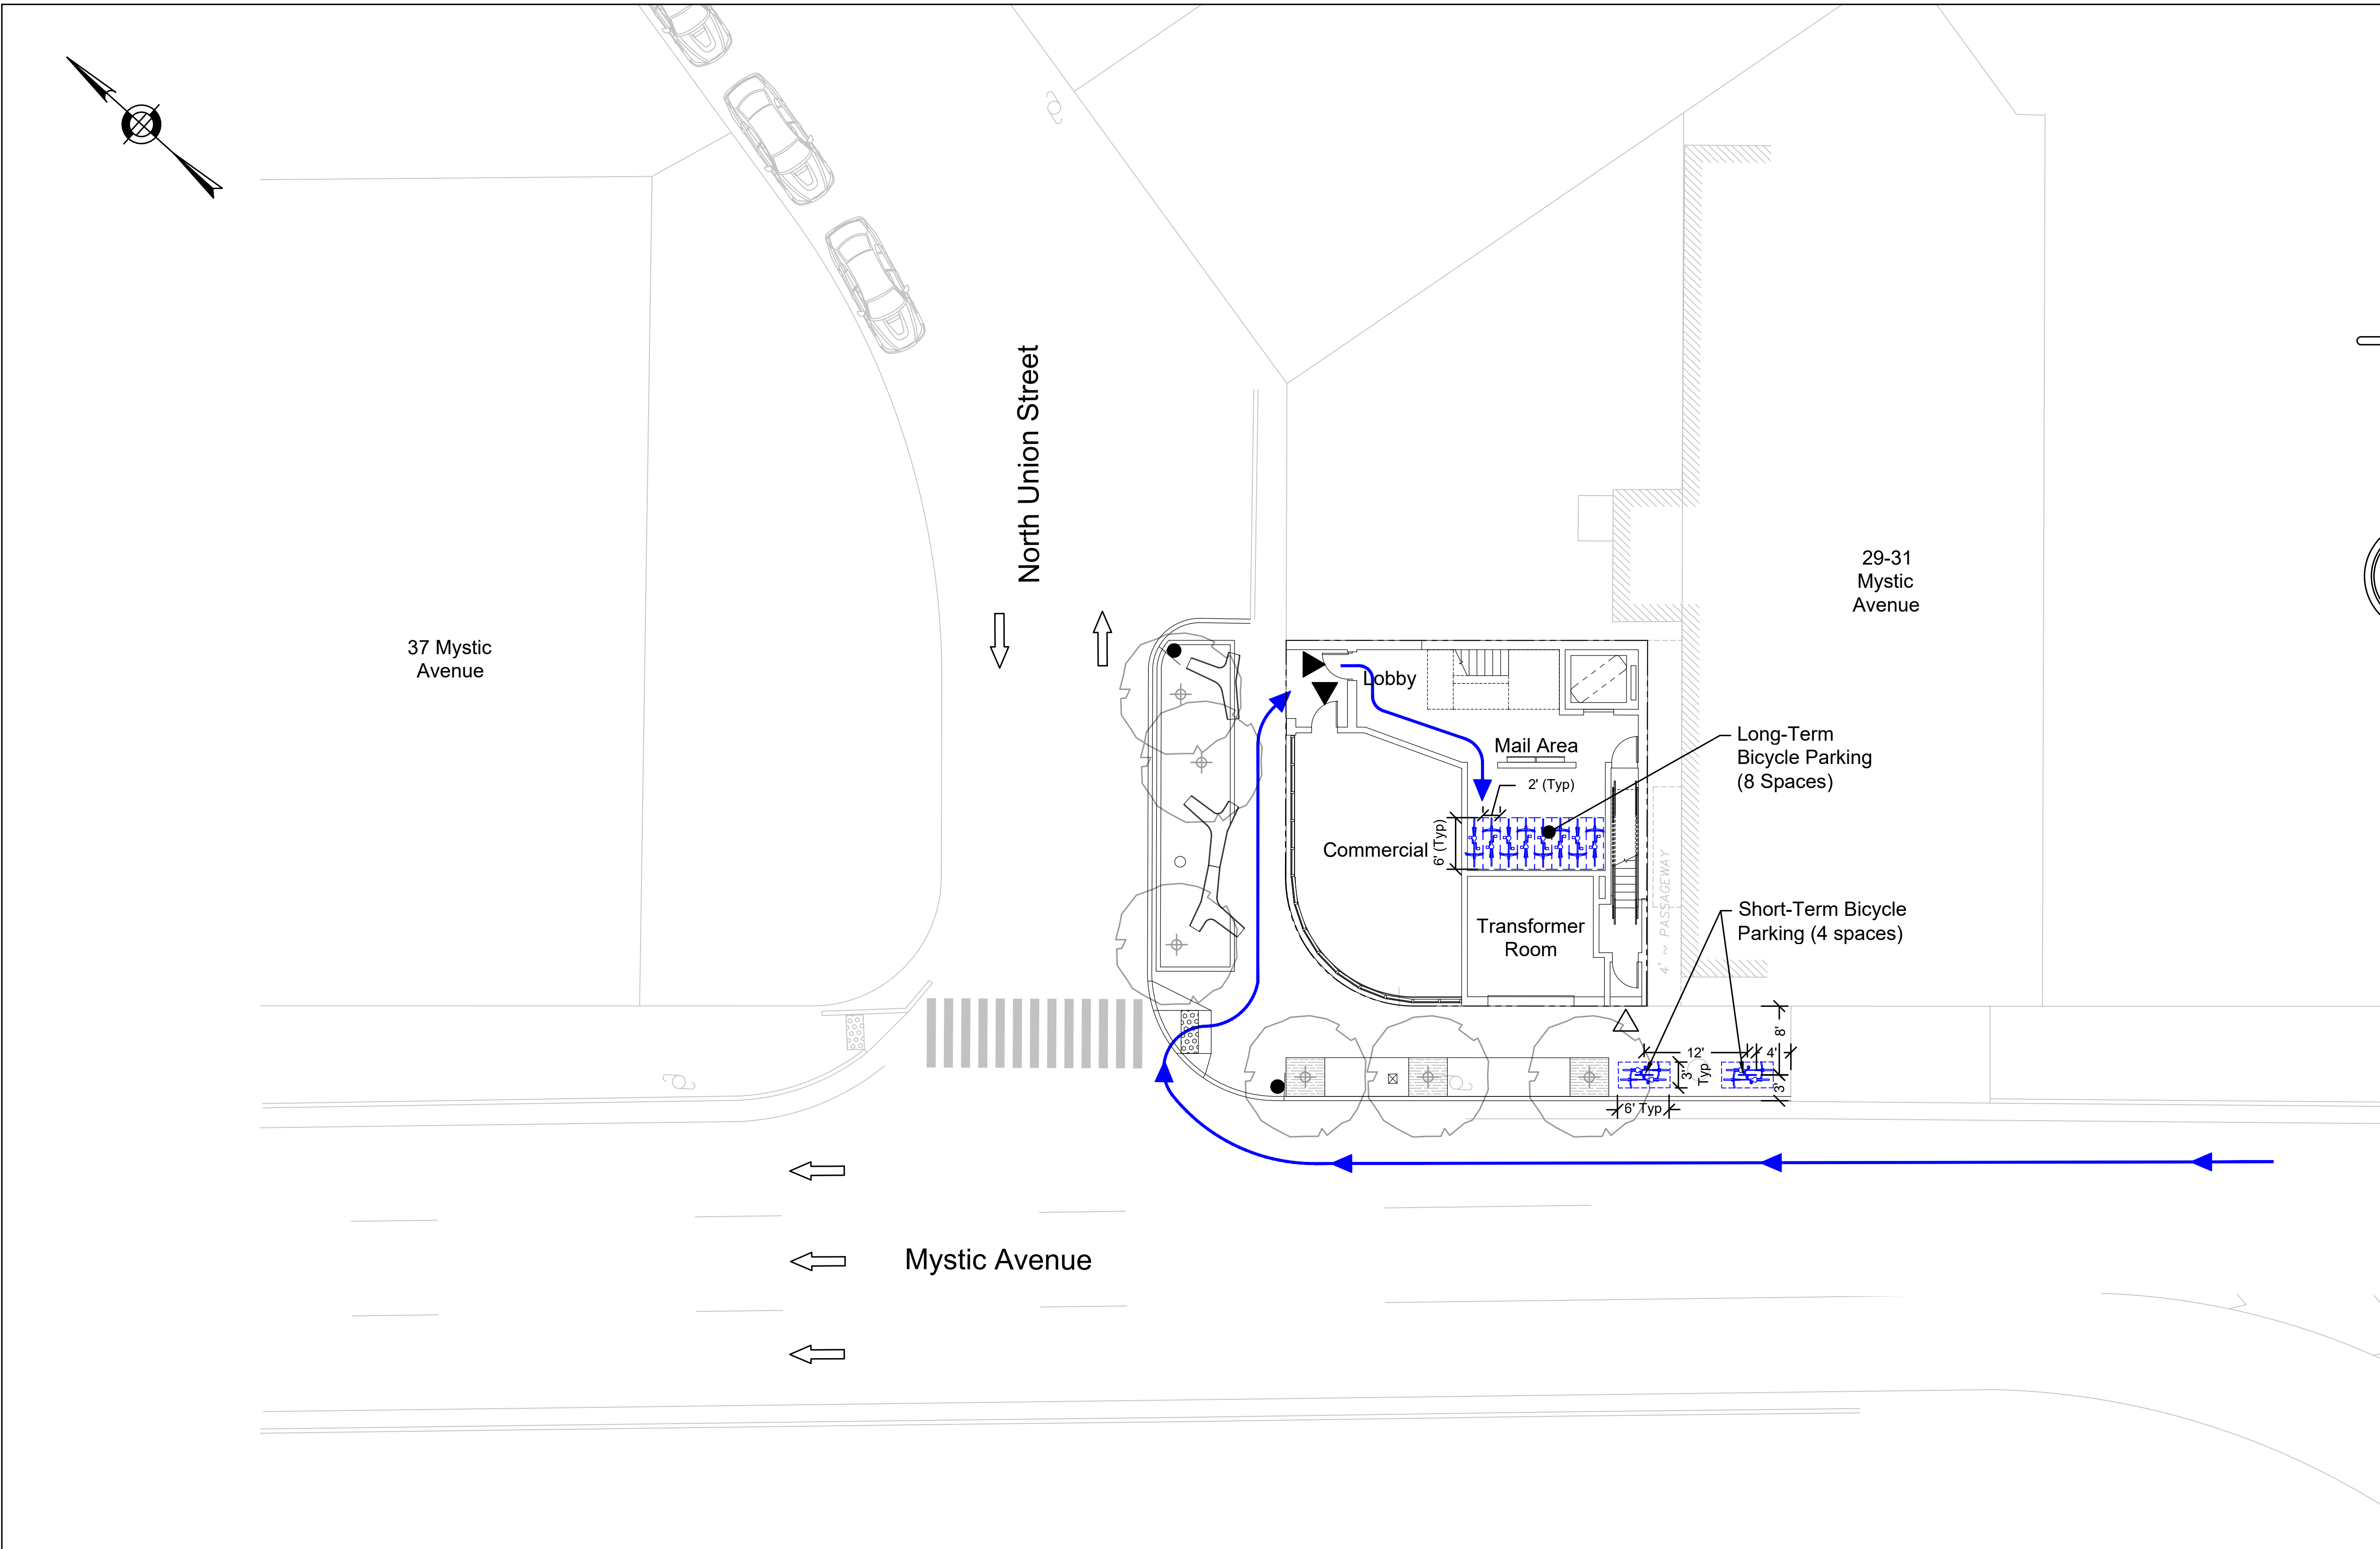 North Union Street
37 Mystic
Avenue
29-31
Mystic
Avenue
Lobby
Mail Area
Long-Term
Bicycle Parking
(8 Spaces)
2' (Typ)
6' (Typ)
Commercial
Transformer
Room
4' ~ PASSAGEWAY
Short-Term Bicycle
Parking (4 spaces)
8'
12'
4'
3'
Typ
3'
6' Typ
Mystic Avenue